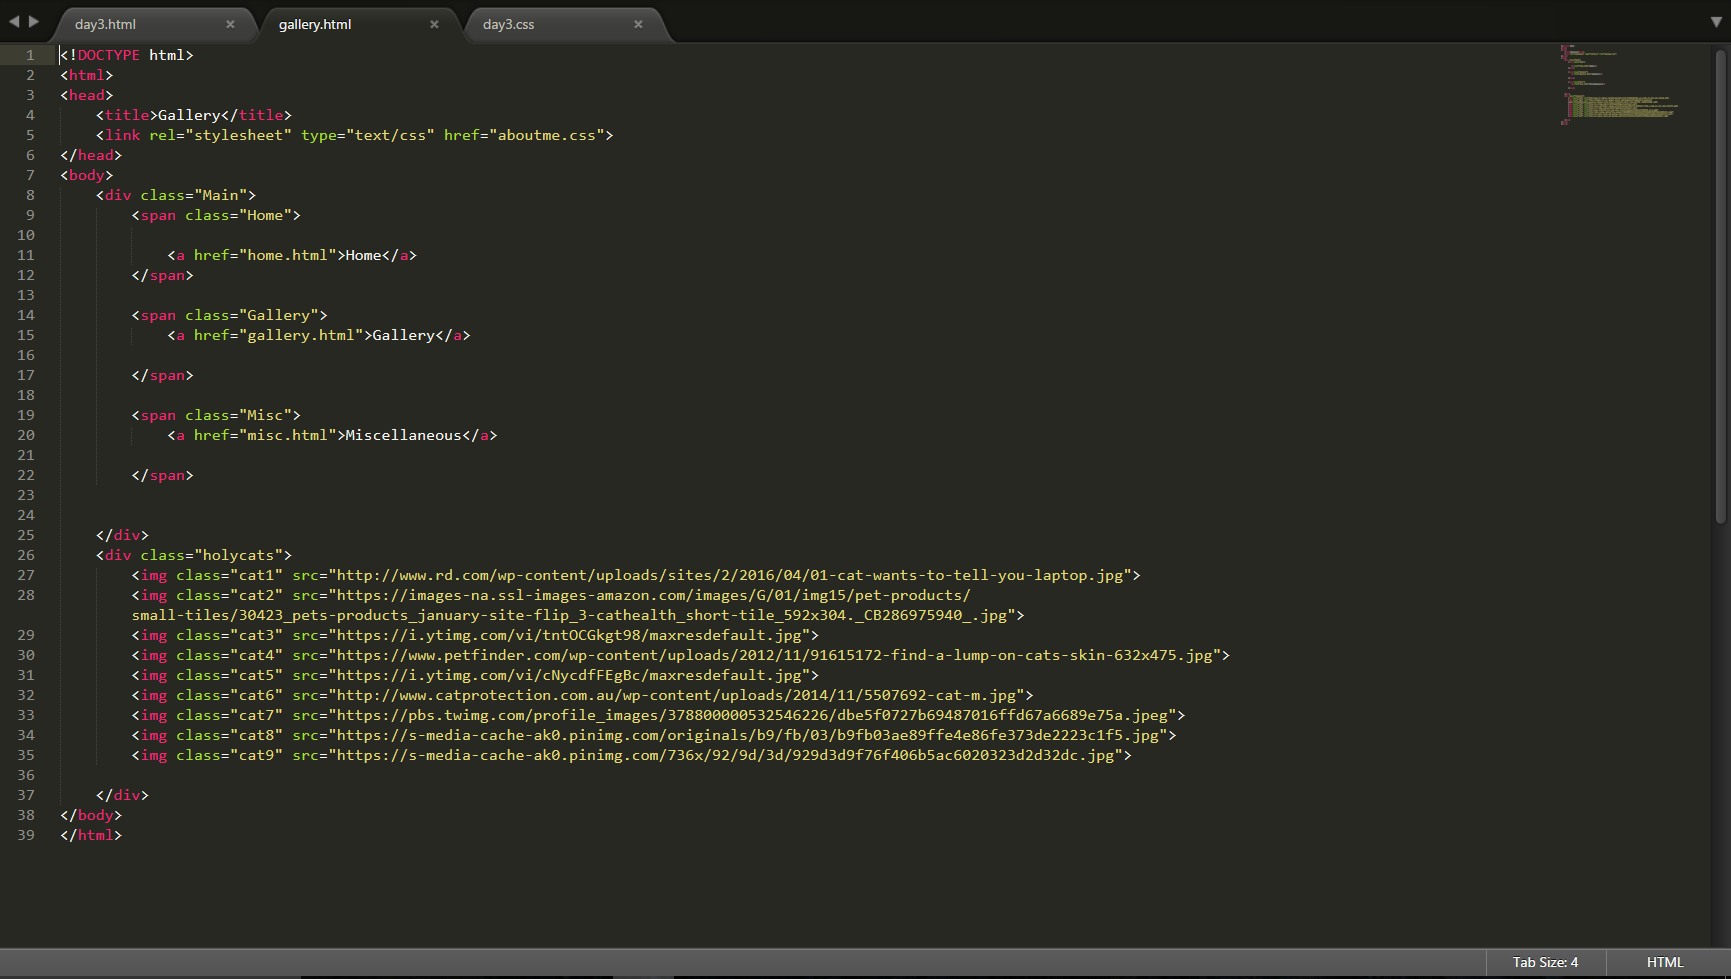 day3.html × gallery.html × day3.css ×
1 <!DOCTYPE html>
2 <html>
3 <head>
4 <title>Gallery</title>
5 <link rel="stylesheet" type="text/css" href="aboutme.css">
6 </head>
7 <body>
8 <div class="Main">
9 <span class="Home">
10
11 <a href="home.html">Home</a>
12 </span>
13
14 <span class="Gallery">
15 <a href="gallery.html">Gallery</a>
16
17 </span>
18
19 <span class="Misc">
20 <a href="misc.html">Miscellaneous</a>
21
22 </span>
23
24
25 </div>
26 <div class="holycats">
27 <img class="cat1" src="http://www.rd.com/wp-content/uploads/sites/2/2016/04/01-cat-wants-to-tell-you-laptop.jpg">
28 <img class="cat2" src="https://images-na.ssl-images-amazon.com/images/G/01/img15/pet-products/
small-tiles/30423_pets-products_january-site-flip_3-cathealth_short-tile_592x304._CB286975940_.jpg">
29 <img class="cat3" src="https://i.ytimg.com/vi/tntOCGkgt98/maxresdefault.jpg">
30 <img class="cat4" src="https://www.petfinder.com/wp-content/uploads/2012/11/91615172-find-a-lump-on-cats-skin-632x475.jpg">
31 <img class="cat5" src="https://i.ytimg.com/vi/cNycdfFEgBc/maxresdefault.jpg">
32 <img class="cat6" src="http://www.catprotection.com.au/wp-content/uploads/2014/11/5507692-cat-m.jpg">
33 <img class="cat7" src="https://pbs.twimg.com/profile_images/378800000532546226/dbe5f0727b69487016ffd67a6689e75a.jpeg">
34 <img class="cat8" src="https://s-media-cache-ak0.pinimg.com/originals/b9/fb/03/b9fb03ae89ffe4e86fe373de2223c1f5.jpg">
35 <img class="cat9" src="https://s-media-cache-ak0.pinimg.com/736x/92/9d/3d/929d3d9f76f406b5ac6020323d2d32dc.jpg">
36
37 </div>
38 </body>
39 </html>
Tab Size: 4 HTML